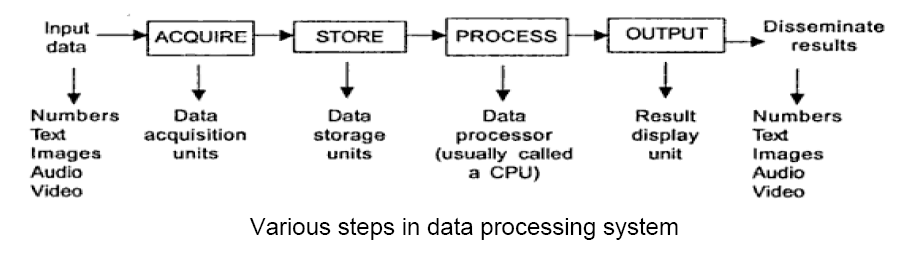 Input data
ACQUIRE
STORE
PROCESS
OUTPUT
Disseminate results
Numbers
Text
Images
Audio
Video
Data
acquisition
units
Data
storage
units
Data
processor
(usually called
a CPU)
Result
display
unit
Numbers
Text
Images
Audio
Video
Various steps in data processing system